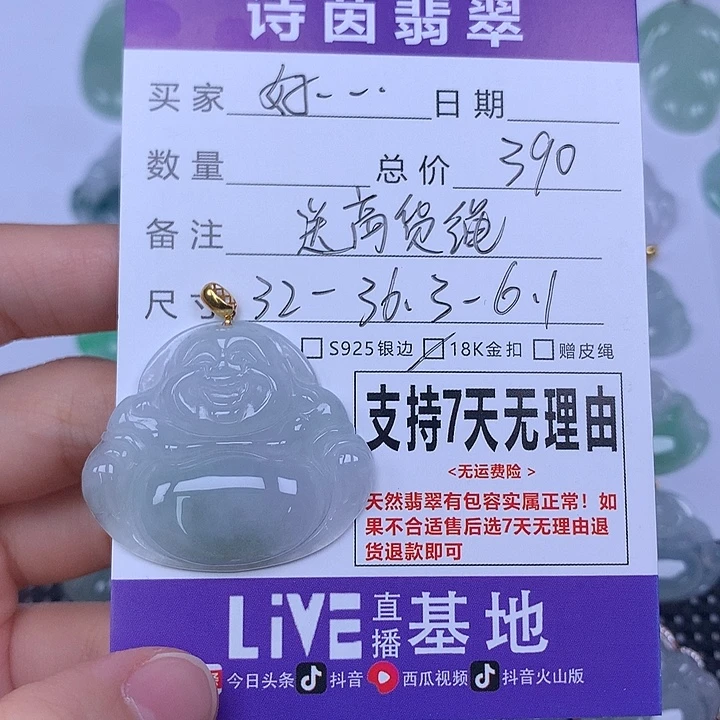 诗茵翡翠
买家 好--· 日期
数量 总价 390
备注 送高货绳
尺寸 32-36.3-6.1
S925银边 18K金扣 赠皮绳
支持7天无理由
<无运费险>
天然翡翠有包容实属正常！如
果不合适售后选7天无理由退
货退款即可
LiVE直播基地
今日头条 抖音 西瓜视频 抖音火山版